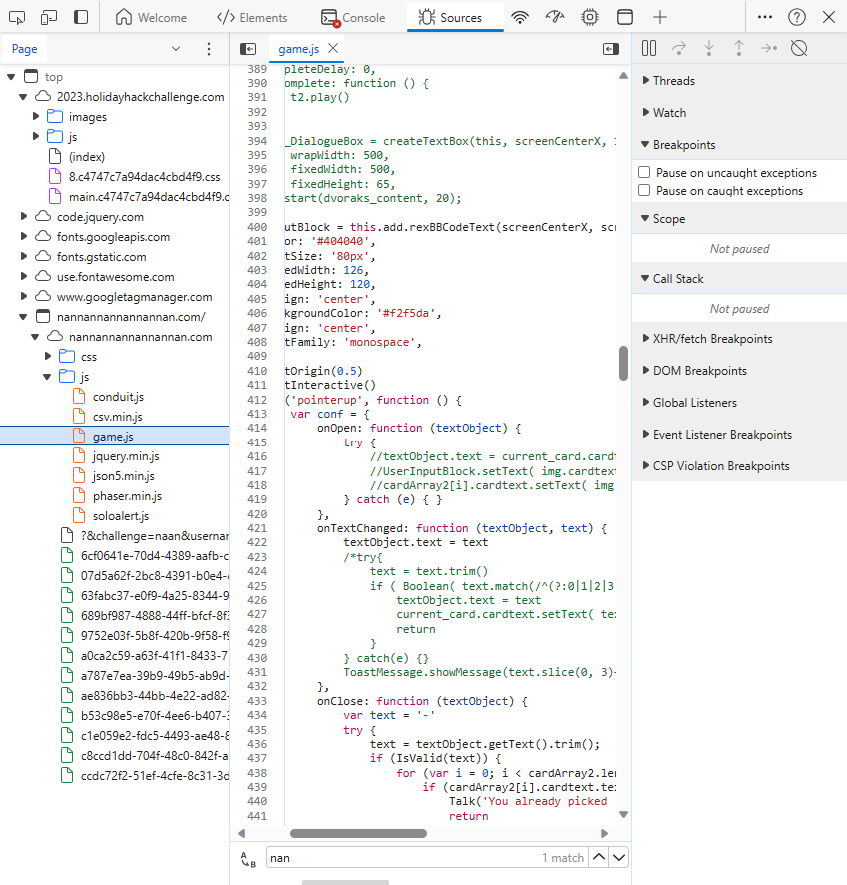 Welcome
Elements
Console
Sources
Page
game.js
top
2023.holidayhackchallenge.com
images
js
(index)
8.c4747c7a94dac4cbd4f9.css
main.c4747c7a94dac4cbd4f9.c
code.jquery.com
fonts.googleapis.com
fonts.gstatic.com
use.fontawesome.com
www.googletagmanager.com
nannannannannannan.com/
nannannannannannan.com
css
js
conduit.js
csv.min.js
game.js
jquery.min.js
json5.min.js
phaser.min.js
soloalert.js
?&challenge=naan&usernar
6cf0641e-70d4-4389-aafb-c
07d5a62f-2bc8-4391-b0e4-
63fabc37-e0f9-4a25-8344-9
689bf987-4888-44ff-bfcf-8f
9752e03f-5b8f-420b-9f58-f9
a0ca2c59-a63f-41f1-8433-7
a787e7ea-39b9-49b5-ab9d-
ae836bb3-44bb-4e22-ad82-
b53c98e5-e70f-4ee6-b407-3
c1e059e2-fdc5-4493-ae48-8
c8ccd1dd-704f-48c0-842f-a
ccdc72f2-51ef-4cfe-8c31-3d
389 pleteDelay: 0,
390 omplete: function () {
391 t2.play()
392
393
394 _DialogueBox = createTextBox(this, screenCenterX, 1
395 wrapWidth: 500,
396 fixedWidth: 500,
397 fixedHeight: 65,
398 start(dvoraks_content, 20);
399
400 utBlock = this.add.rexBBCodeText(screenCenterX, scr
401 or: '#404040',
402 tSize: '80px',
403 edWidth: 126,
404 edHeight: 120,
405 ign: 'center',
406 kgroundColor: '#f2f5da',
407 ign: 'center',
408 tFamily: 'monospace',
409
410 tOrigin(0.5)
411 tInteractive()
412 ('pointerup', function () {
413 var conf = {
414 onOpen: function (textObject) {
415 try {
416 //textObject.text = current_card.cardt
417 //UserInputBlock.setText( img.cardtext
418 //cardArray2[i].cardtext.setText( img
419 } catch (e) { }
420 },
421 onTextChanged: function (textObject, text) {
422 textObject.text = text
423 /*try{
424 text = text.trim()
425 if ( Boolean( text.match(/^(?:0|1|2|3
426 textObject.text = text
427 current_card.cardtext.setText( te
428 return
429 }
430 } catch(e) {}
431 ToastMessage.showMessage(text.slice(0, 3)+
432 },
433 onClose: function (textObject) {
434 var text = '-'
435 try {
436 text = textObject.getText().trim();
437 if (IsValid(text)) {
438 for (var i = 0; i < cardArray2.len
439 if (cardArray2[i].cardtext.te
440 Talk('You already picked
441 return
nan
1 match
Threads
Watch
Breakpoints
Pause on uncaught exceptions
Pause on caught exceptions
Scope
Not paused
Call Stack
Not paused
XHR/fetch Breakpoints
DOM Breakpoints
Global Listeners
Event Listener Breakpoints
CSP Violation Breakpoints